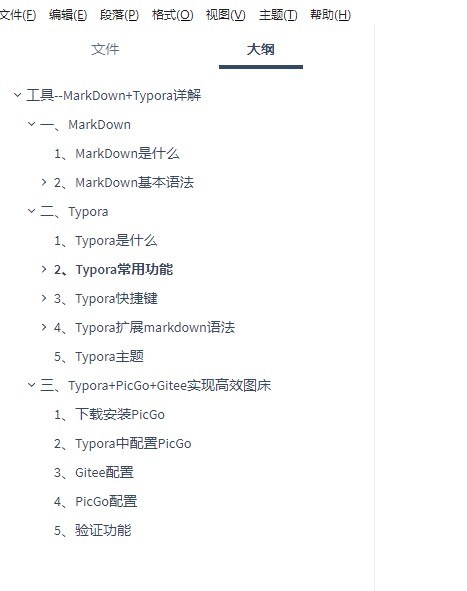 文件(F) 编辑(E) 段落(P) 格式(O) 视图(V) 主题(T) 帮助(H)
文件 大纲
工具--MarkDown+Typora详解
一、MarkDown
1、MarkDown是什么
2、MarkDown基本语法
二、Typora
1、Typora是什么
2、Typora常用功能
3、Typora快捷键
4、Typora扩展markdown语法
5、Typora主题
三、Typora+PicGo+Gitee实现高效图床
1、下载安装PicGo
2、Typora中配置PicGo
3、Gitee配置
4、PicGo配置
5、验证功能